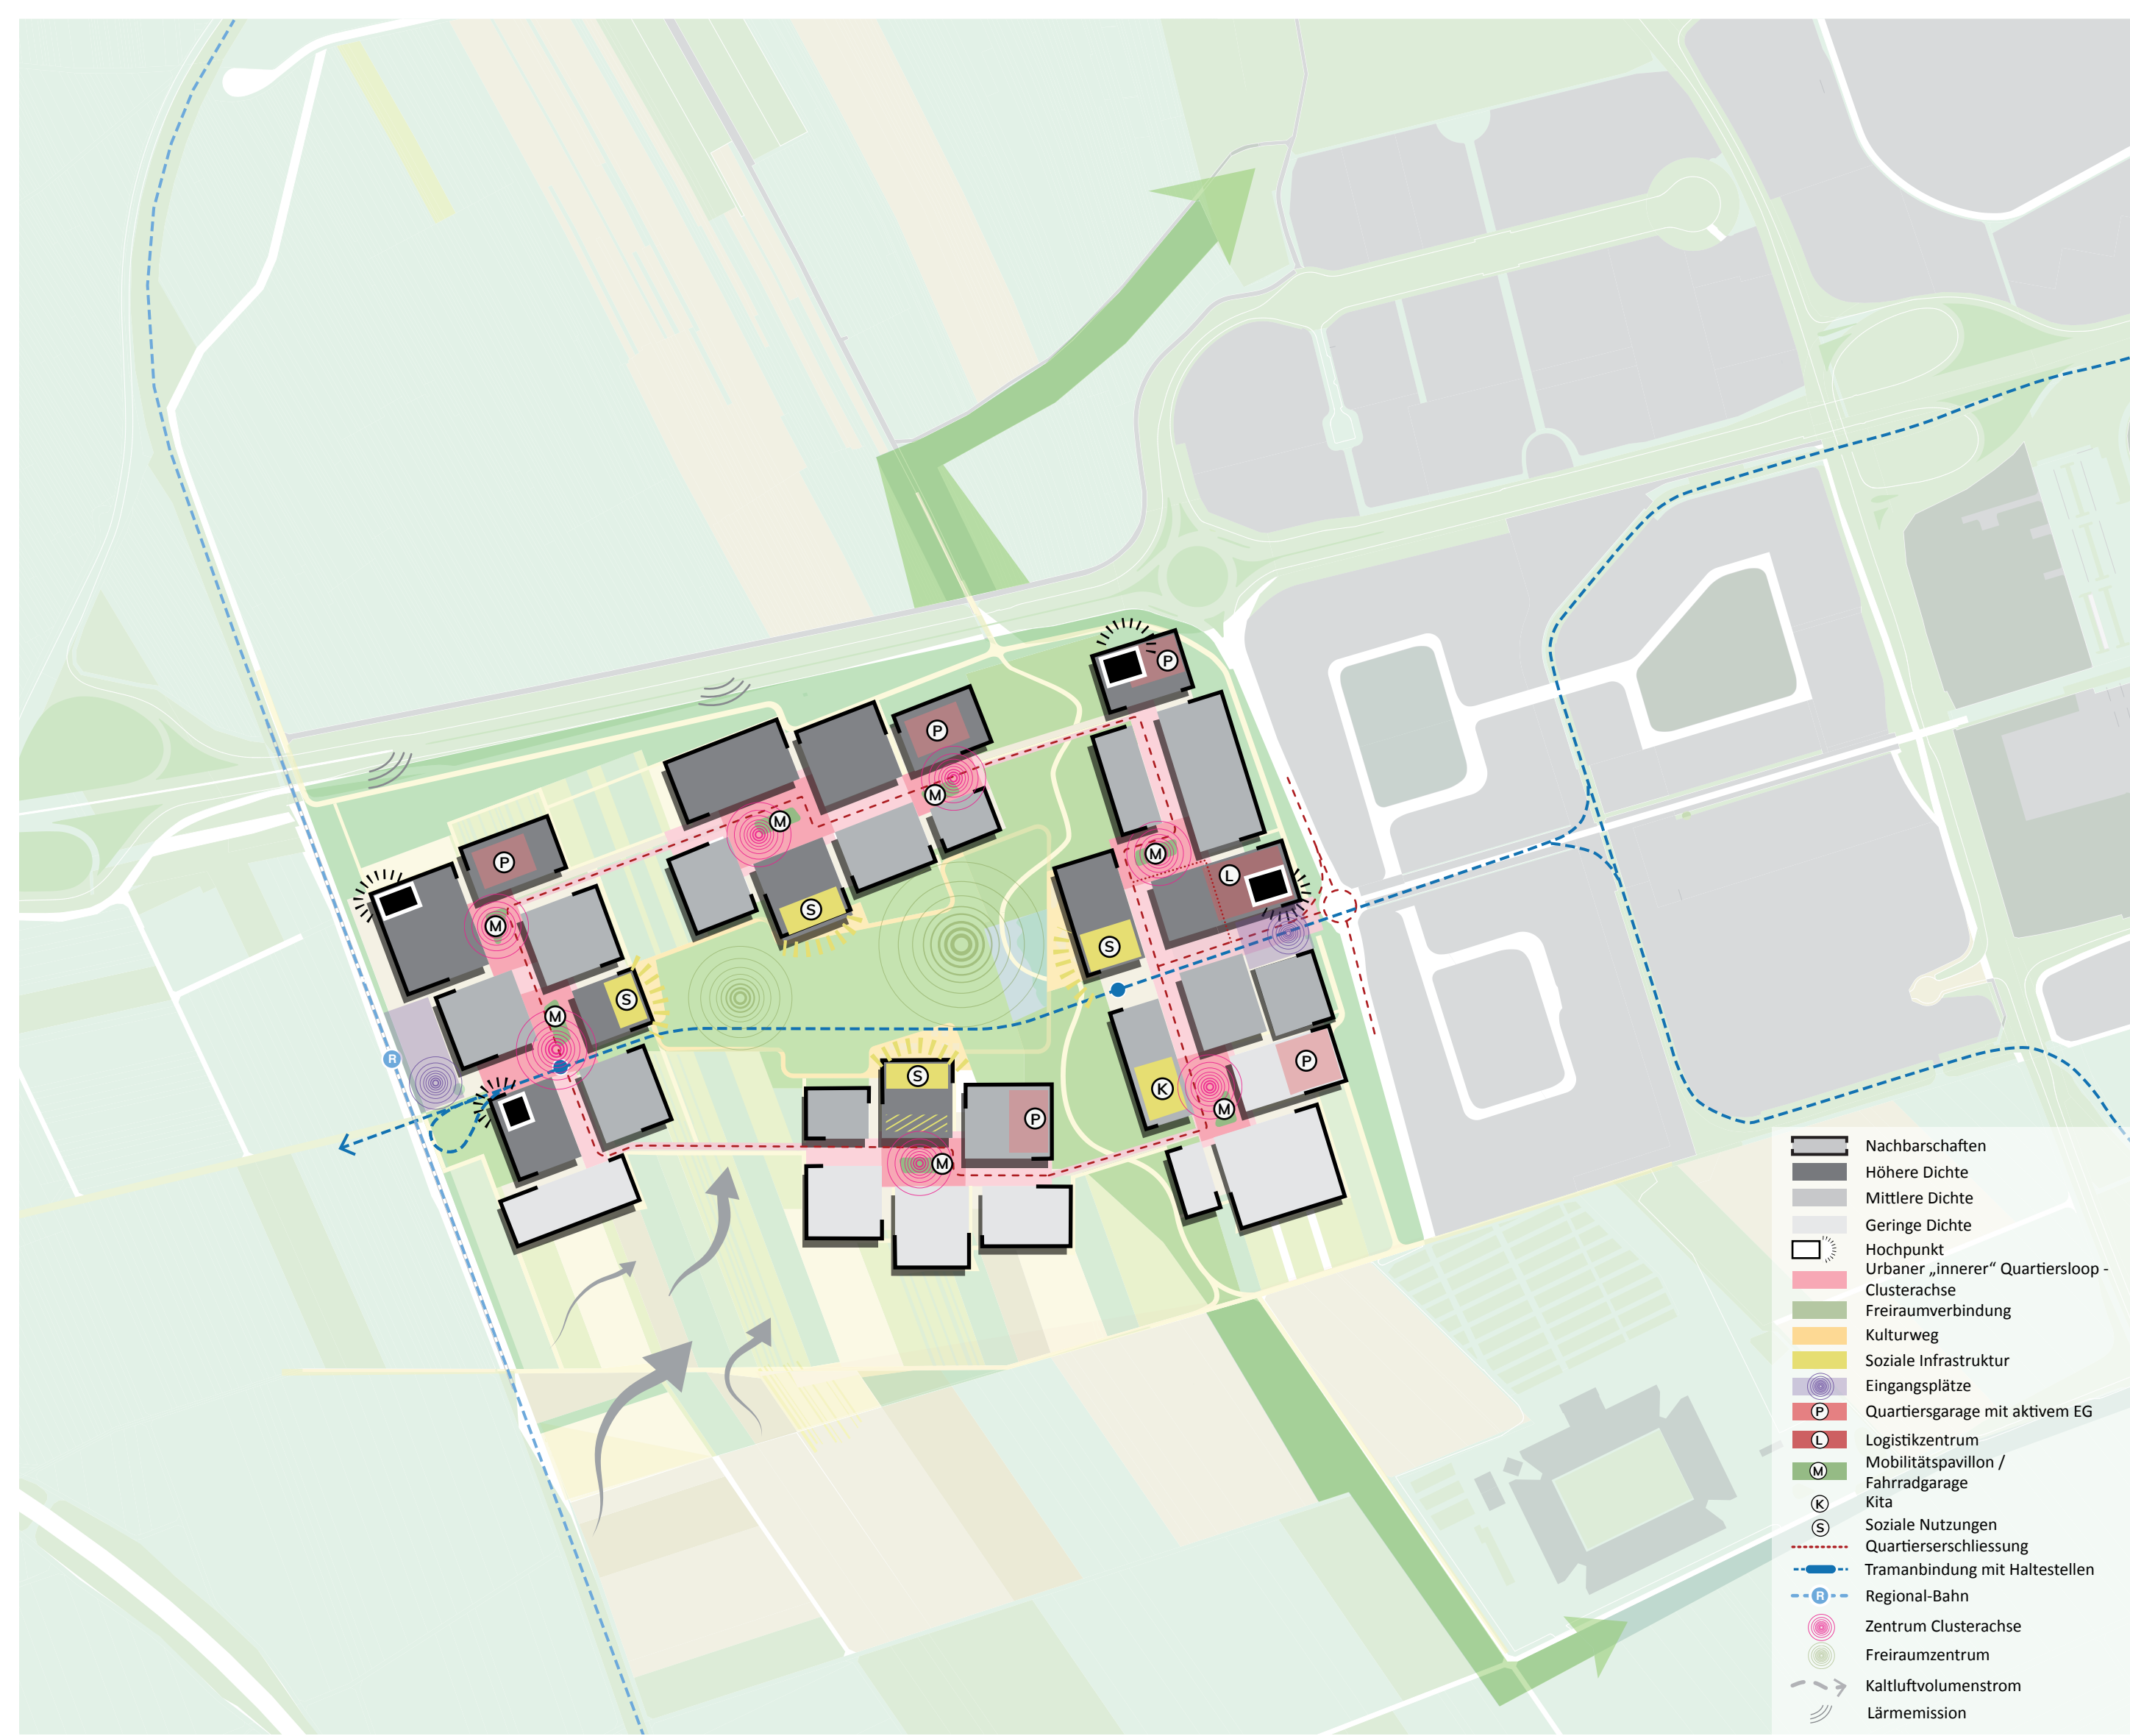 P
P
M
P
M
M
L
P
S
M
S
S
M
R
P
S
K
M
P
M
Nachbarschaften
Höhere Dichte
Mittlere Dichte
Geringe Dichte
Hochpunkt
Urbaner „innerer“ Quartiersloop -
Clusterachse
Freiraumverbindung
Kulturweg
Soziale Infrastruktur
Eingangsplätze
P Quartiersgarage mit aktivem EG
L Logistikzentrum
M Mobilitätspavillon /
Fahrradgarage
K Kita
S Soziale Nutzungen
Quartierserschliessung
Tramanbindung mit Haltestellen
R Regional-Bahn
Zentrum Clusterachse
Freiraumzentrum
Kaltluftvolumenstrom
Lärmemission